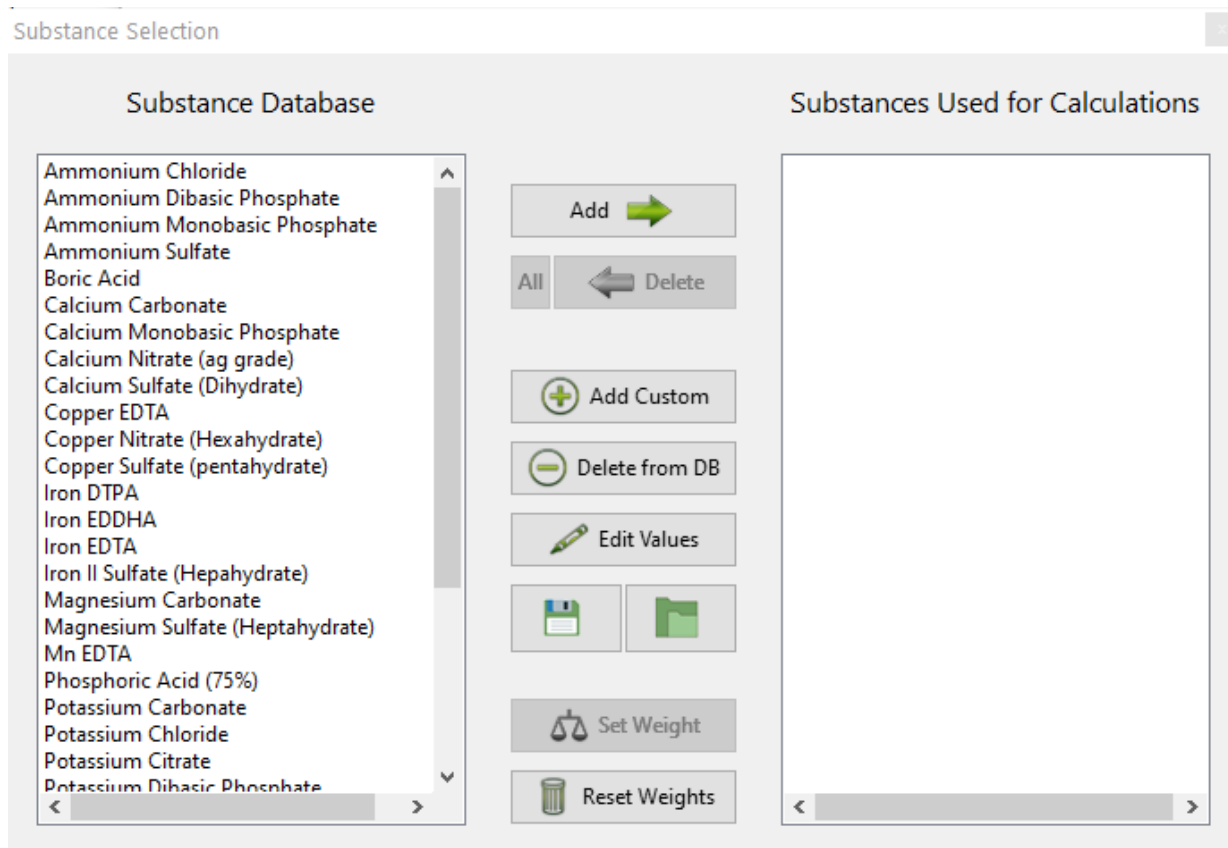 Substance Selection
x
Substance Database
Substances Used for Calculations
Ammonium Chloride
Ammonium Dibasic Phosphate
Ammonium Monobasic Phosphate
Ammonium Sulfate
Boric Acid
Calcium Carbonate
Calcium Monobasic Phosphate
Calcium Nitrate (ag grade)
Calcium Sulfate (Dihydrate)
Copper EDTA
Copper Nitrate (Hexahydrate)
Copper Sulfate (pentahydrate)
Iron DTPA
Iron EDDHA
Iron EDTA
Iron II Sulfate (Hepahydrate)
Magnesium Carbonate
Magnesium Sulfate (Heptahydrate)
Mn EDTA
Phosphoric Acid (75%)
Potassium Carbonate
Potassium Chloride
Potassium Citrate
Potassium Dibasic Phosphate
Add
All
Delete
Add Custom
Delete from DB
Edit Values
Set Weight
Reset Weights